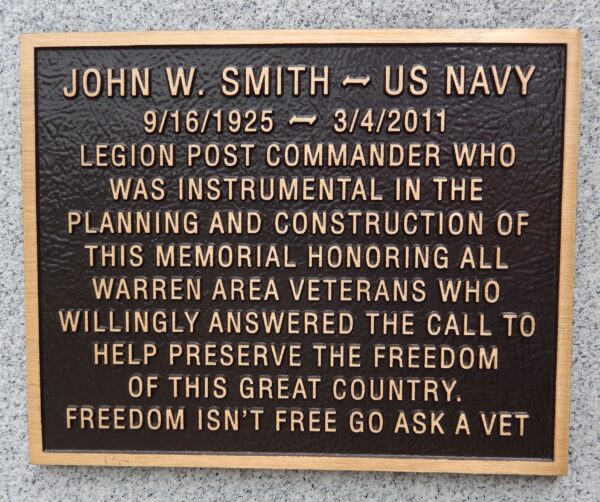 JOHN W. SMITH ~ US NAVY
9/16/1925 ~ 3/4/2011
LEGION POST COMMANDER WHO
WAS INSTRUMENTAL IN THE
PLANNING AND CONSTRUCTION OF
THIS MEMORIAL HONORING ALL
WARREN AREA VETERANS WHO
WILLINGLY ANSWERED THE CALL TO
HELP PRESERVE THE FREEDOM
OF THIS GREAT COUNTRY.
FREEDOM ISN'T FREE GO ASK A VET